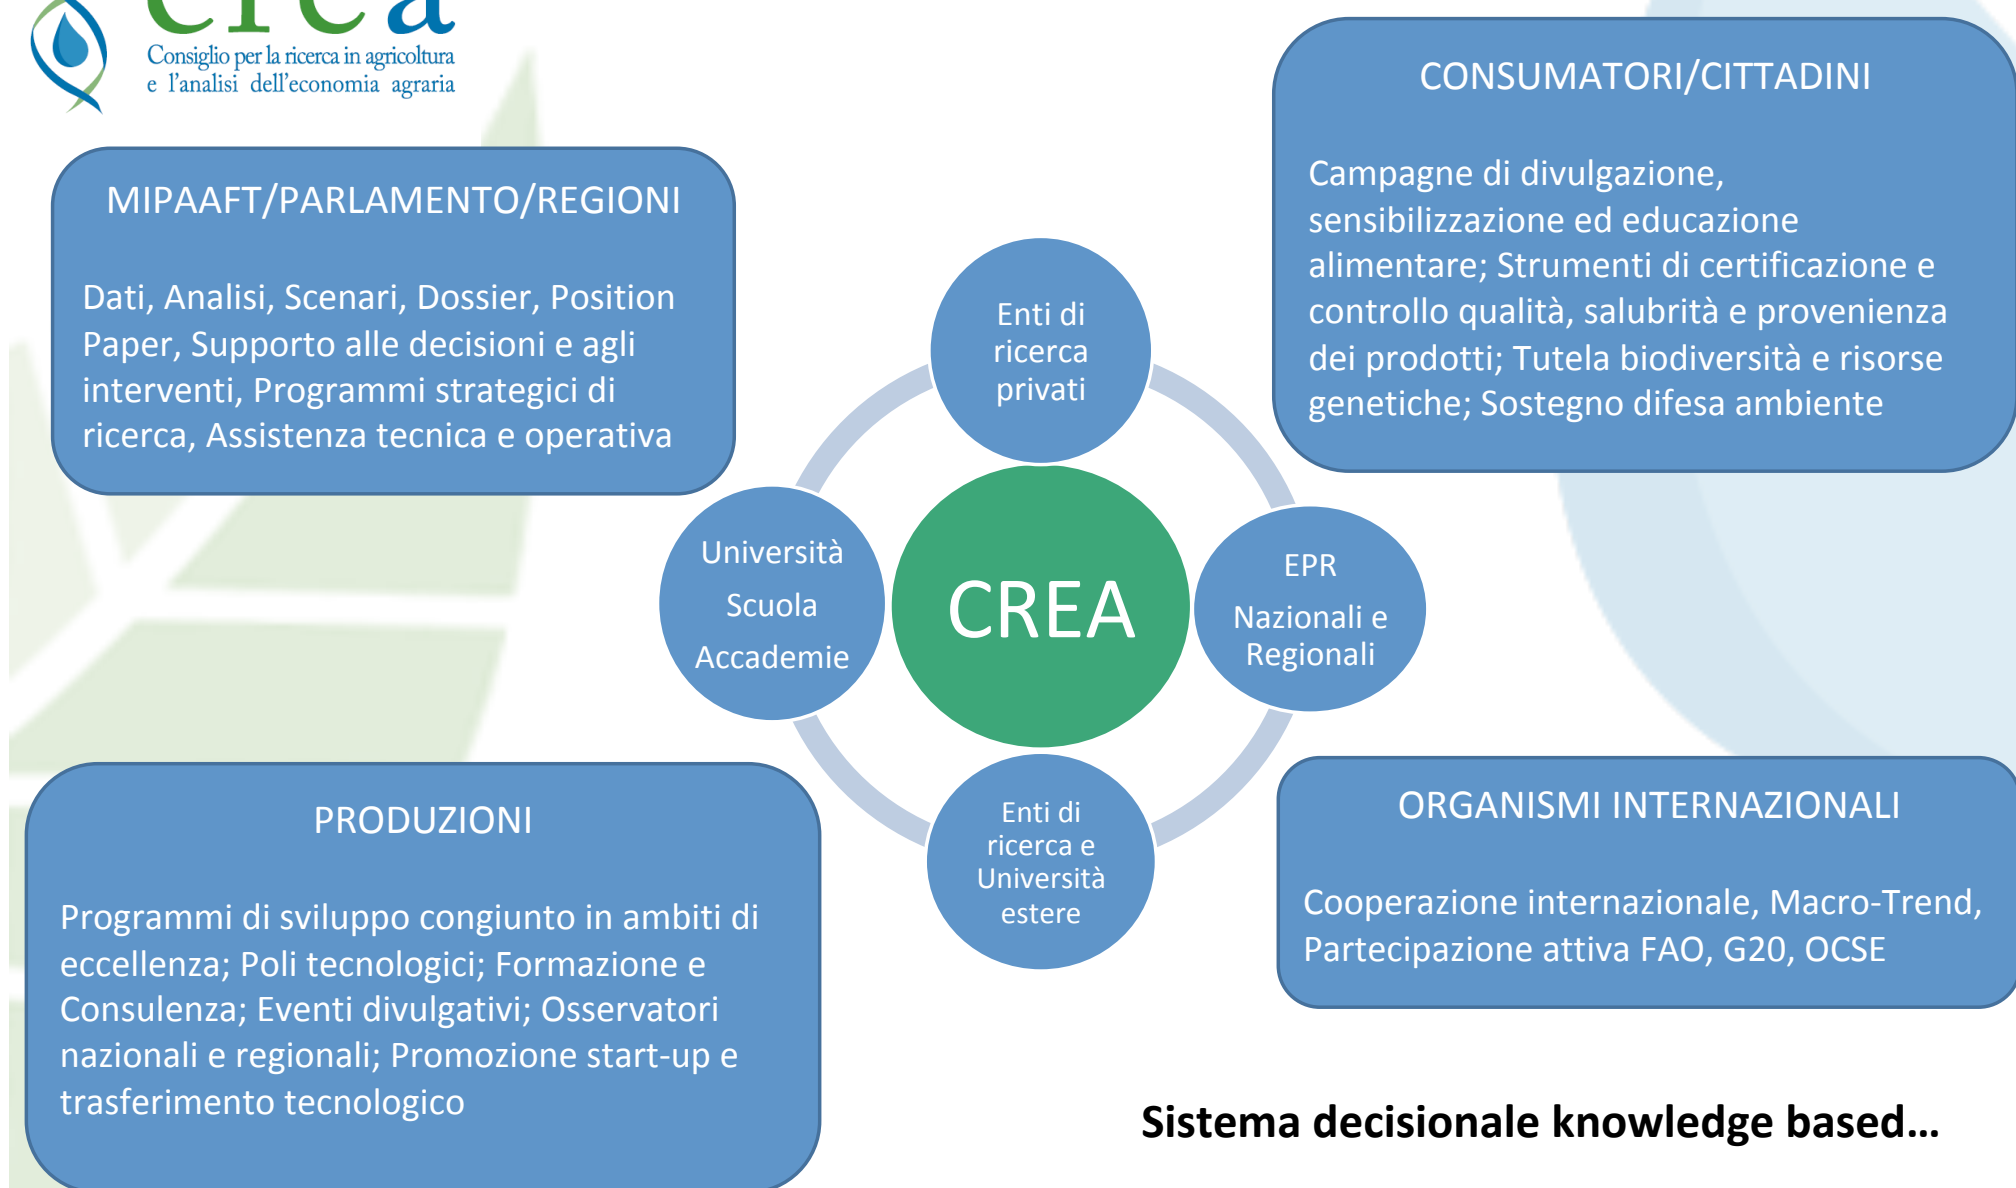 crea
Consiglio per la ricerca in agricoltura
e l'analisi dell'economia agraria
MIPAAFT/PARLAMENTO/REGIONI
Dati, Analisi, Scenari, Dossier, Position
Paper, Supporto alle decisioni e agli
interventi, Programmi strategici di
ricerca, Assistenza tecnica e operativa
CONSUMATORI/CITTADINI
Campagne di divulgazione,
sensibilizzazione ed educazione
alimentare; Strumenti di certificazione e
controllo qualità, salubrità e provenienza
dei prodotti; Tutela biodiversità e risorse
genetiche; Sostegno difesa ambiente
Enti di
ricerca
privati
Università
Scuola
Accademie
CREA
EPR
Nazionali e
Regionali
Enti di
ricerca e
Università
estere
PRODUZIONI
Programmi di sviluppo congiunto in ambiti di
eccellenza; Poli tecnologici; Formazione e
Consulenza; Eventi divulgativi; Osservatori
nazionali e regionali; Promozione start-up e
trasferimento tecnologico
ORGANISMI INTERNAZIONALI
Cooperazione internazionale, Macro-Trend,
Partecipazione attiva FAO, G20, OCSE
Sistema decisionale knowledge based…